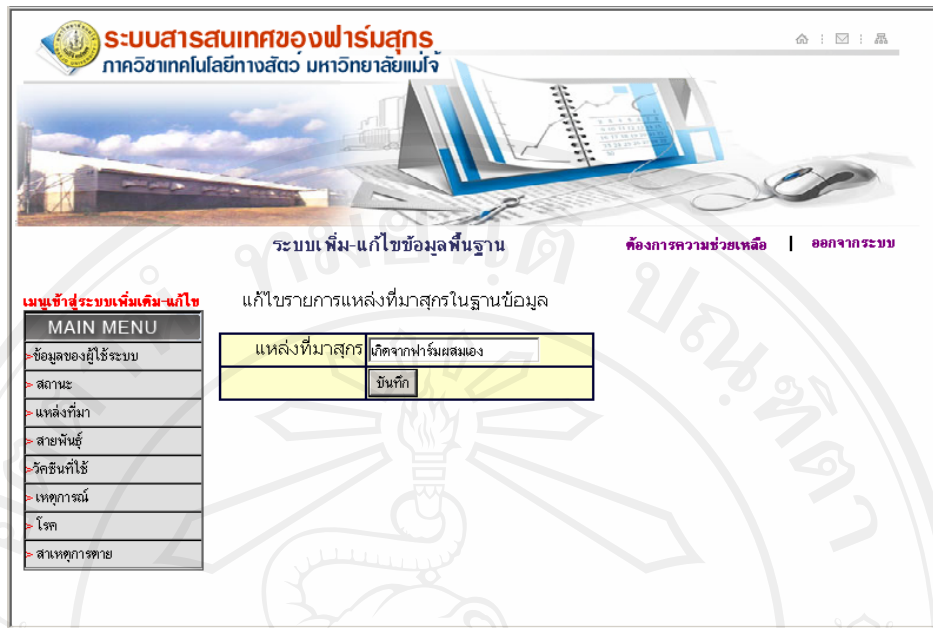 ระบบสารสนเทศของฟาร์มสุกร
ภาควิชาเทคโนโลยีทางสัตว์ มหาวิทยาลัยแม่โจ้
ระบบเพิ่ม-แก้ไขข้อมูลพื้นฐาน
ต้องการความช่วยเหลือ | ออกจากระบบ
เมนูเข้าสู่ระบบเพิ่มเติม-แก้ไข
แก้ไขรายการแหล่งที่มาสุกรในฐานข้อมูล
MAIN MENU
>ข้อมูลของผู้ใช้ระบบ
> สถานะ
> แหล่งที่มา
> สายพันธุ์
>วัคซีนที่ใช้
> เหตุการณ์
> โรค
> สาเหตุการตาย
แหล่งที่มาสุกร เกิดจากฟาร์มผสมเอง
บันทึก